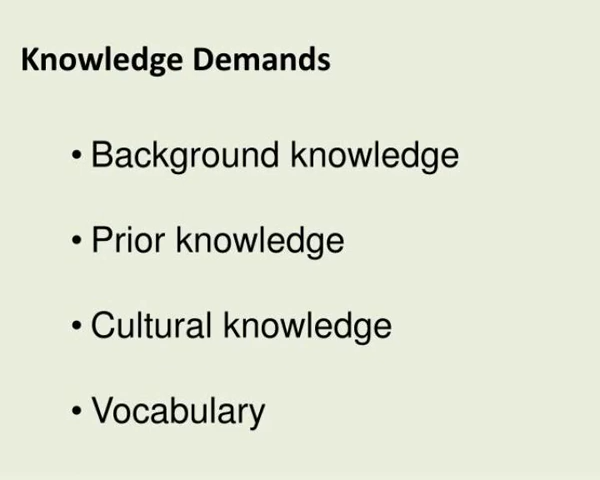 Knowledge Demands
• Background knowledge
• Prior knowledge
• Cultural knowledge
• Vocabulary